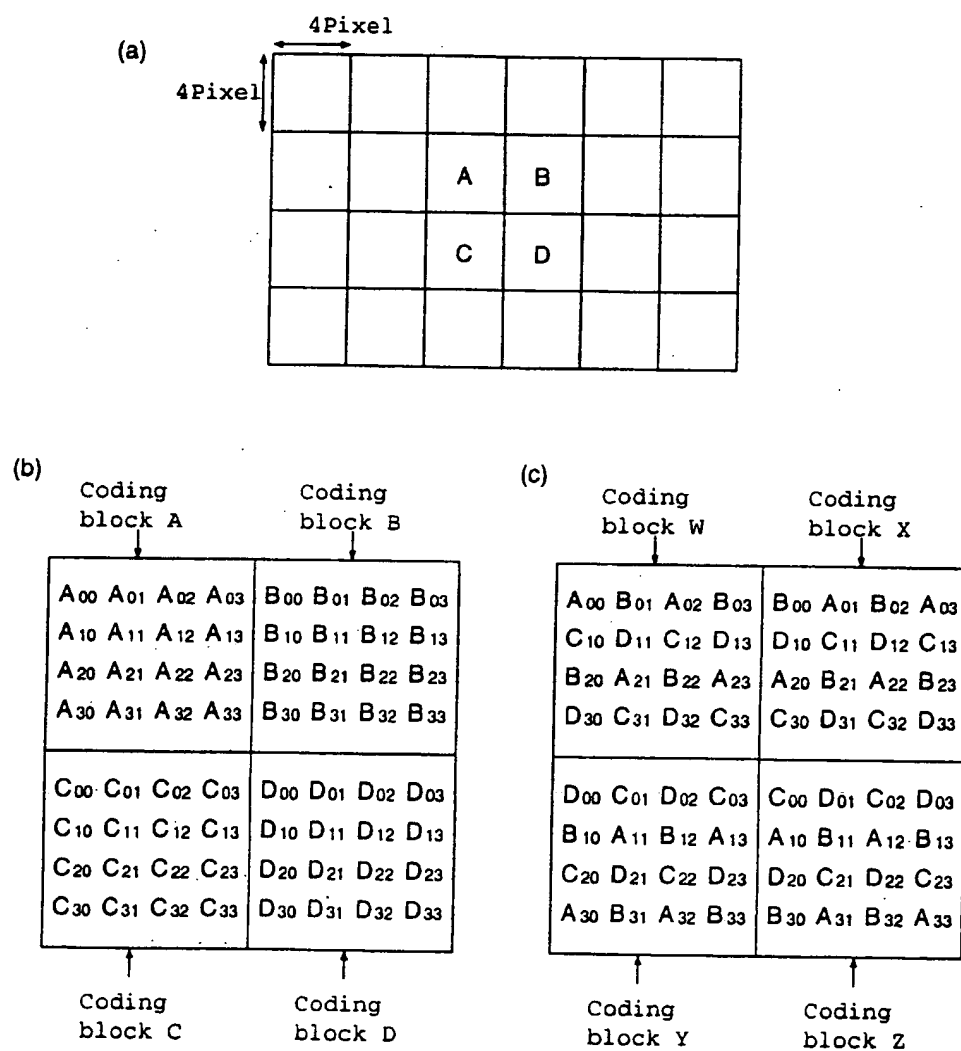 (a)
4Pixel
4Pixel
A B
C D
(b)
Coding
block A
Coding
block B
A00 A01 A02 A03 B00 B01 B02 B03
A10 A11 A12 A13 B10 B11 B12 B13
A20 A21 A22 A23 B20 B21 B22 B23
A30 A31 A32 A33 B30 B31 B32 B33
C00 C01 C02 C03 D00 D01 D02 D03
C10 C11 C12 C13 D10 D11 D12 D13
C20 C21 C22 C23 D20 D21 D22 D23
C30 C31 C32 C33 D30 D31 D32 D33
Coding
block C
Coding
block D
(c)
Coding
block W
Coding
block X
A00 B01 A02 B03 B00 A01 B02 A03
C10 D11 C12 D13 D10 C11 D12 C13
B20 A21 B22 A23 A20 B21 A22 B23
D30 C31 D32 C33 C30 D31 C32 D33
D00 C01 D02 C03 C00 D01 C02 D03
B10 A11 B12 A13 A10 B11 A12 B13
C20 D21 C22 D23 D20 C21 D22 C23
A30 B31 A32 B33 B30 A31 B32 A33
Coding
block Y
Coding
block Z